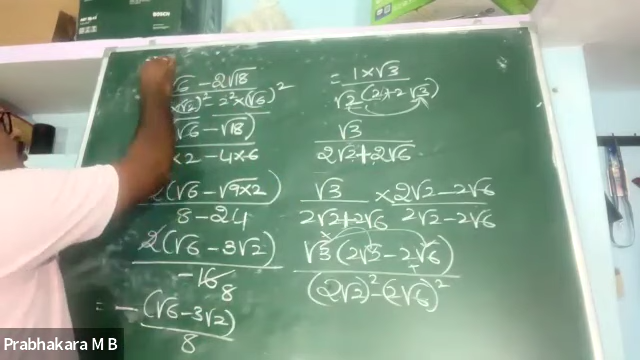 √6 − 2√18
×√2)² 2²×(√6)²
√6 − √18)
×2 − 4×6
2(√6 − √9×2)
8 − 24
2(√6 − 3√2)
−16 8
= − (√6 − 3√2)
8
= 1×√3
√2 (2+2√3)
√3
2√2+2√6
√3 × 2√2−2√6
2√2+2√6 2√2−2√6
√3 (2√3 − 2√6)
(2√2)² − (2√6)²
Prabhakara M B